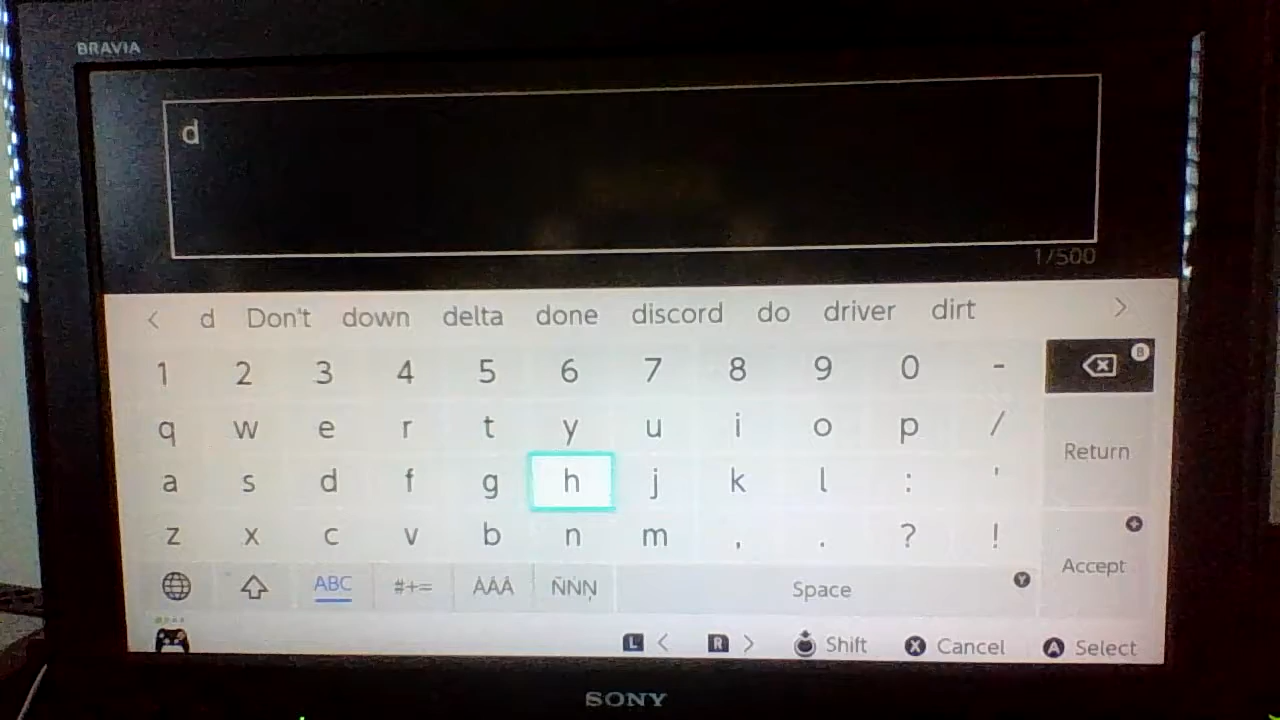 BRAVIA
d
1/500
< d Don't down delta done discord do driver dirt >
1 2 3 4 5 6 7 8 9 0 - B
q w e r t y u i o p /
Return
a s d f g h j k l : '
z x c v b n m , . ? ! +
Accept
ABC #+= ÀÁÂ ÑŃŅ Space Y
L < R > Shift X Cancel A Select
SONY